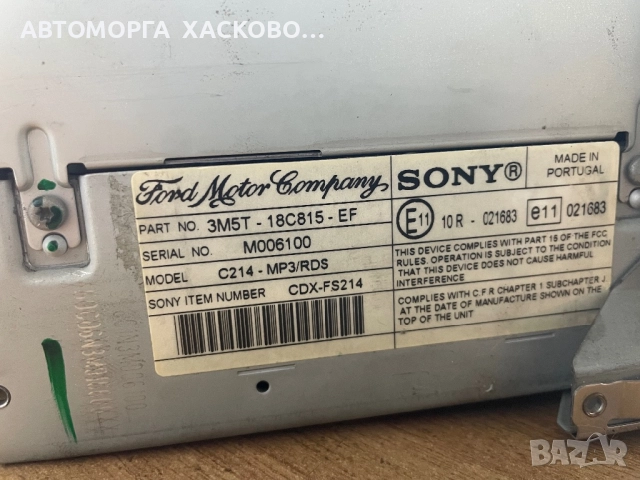 АВТОМОРГА ХАСКОВО...
Ford Motor Company
SONY®
MADE IN
PORTUGAL
PART NO. 3M5T - 18C815 - EF
SERIAL NO. M006100
MODEL C214 - MP3/RDS
SONY ITEM NUMBER CDX-FS214
E11 10 R - 021683 e11 021683
THIS DEVICE COMPLIES WITH PART 15 OF THE FCC
RULES. OPERATION IS SUBJECT TO THE CONDITION
THAT THIS DEVICE DOES NOT CAUSE HARMFUL
INTERFERENCE
COMPLIES WITH C.F.R CHAPTER 1 SUBCHAPTER J
AT THE DATE OF MANUFACTURE SHOWN ON THE
TOP OF THE UNIT
BAZAR
bg